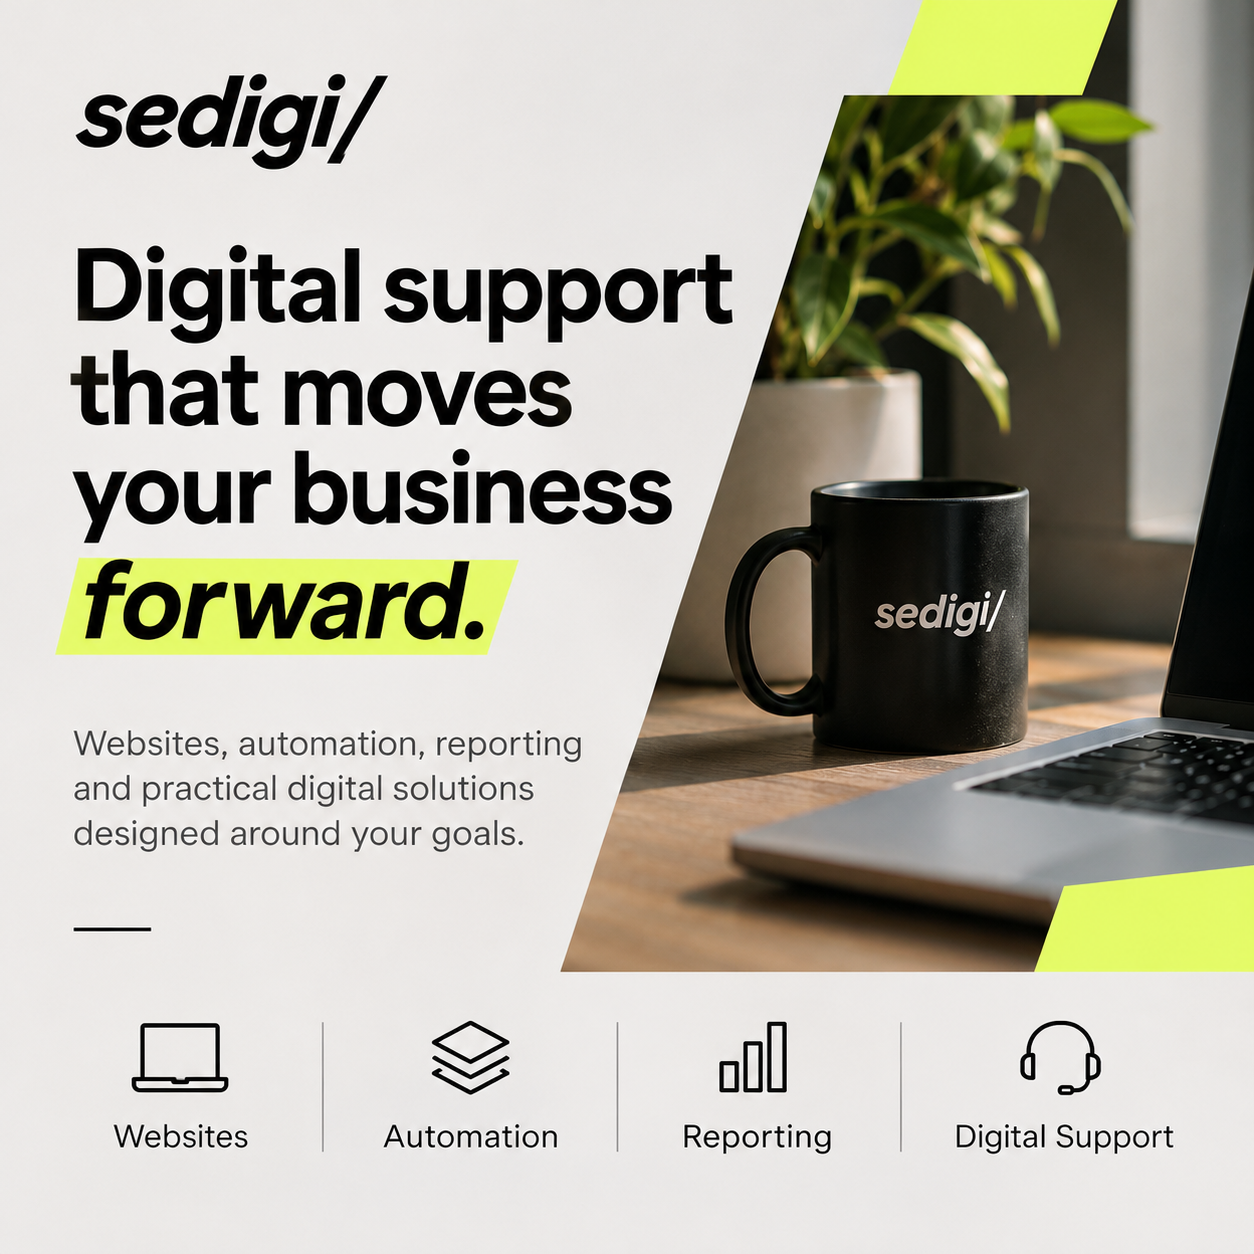 sedigi/
Digital support
that moves
your business
forward.
Websites, automation, reporting
and practical digital solutions
designed around your goals.
sedigi/
Websites
Automation
Reporting
Digital Support